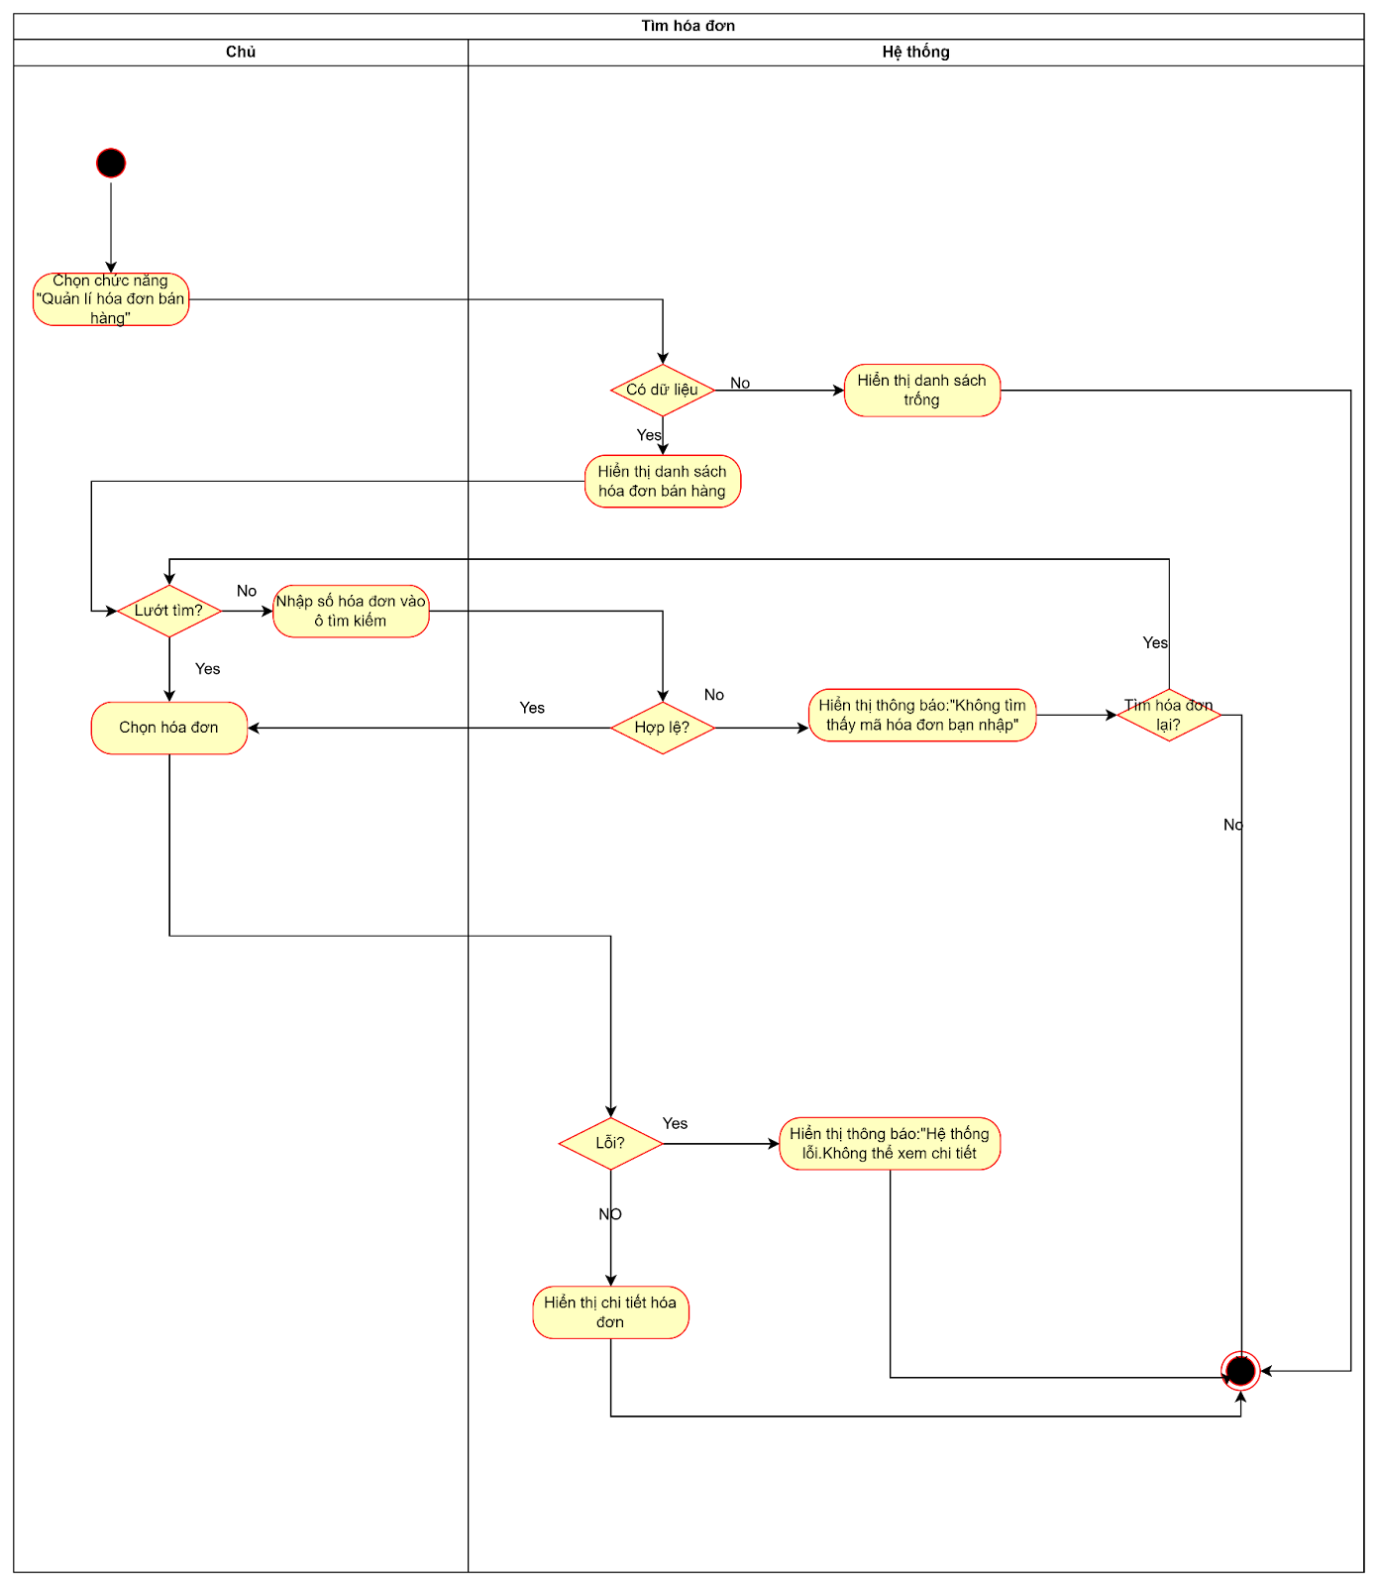 Tìm hóa đơn
Chủ
Hệ thống
Chọn chức năng
"Quản lí hóa đơn bán
hàng"
Có dữ liệu
No
Hiển thị danh sách
trống
Yes
Hiển thị danh sách
hóa đơn bán hàng
Lướt tìm?
No
Nhập số hóa đơn vào
ô tìm kiếm
Yes
Yes
Chọn hóa đơn
Yes
Hợp lệ?
No
Hiển thị thông báo:"Không tìm
thấy mã hóa đơn bạn nhập"
Tìm hóa đơn
lại?
No
Lỗi?
Yes
Hiển thị thông báo:"Hệ thống
lỗi.Không thể xem chi tiết
NO
Hiển thị chi tiết hóa
đơn